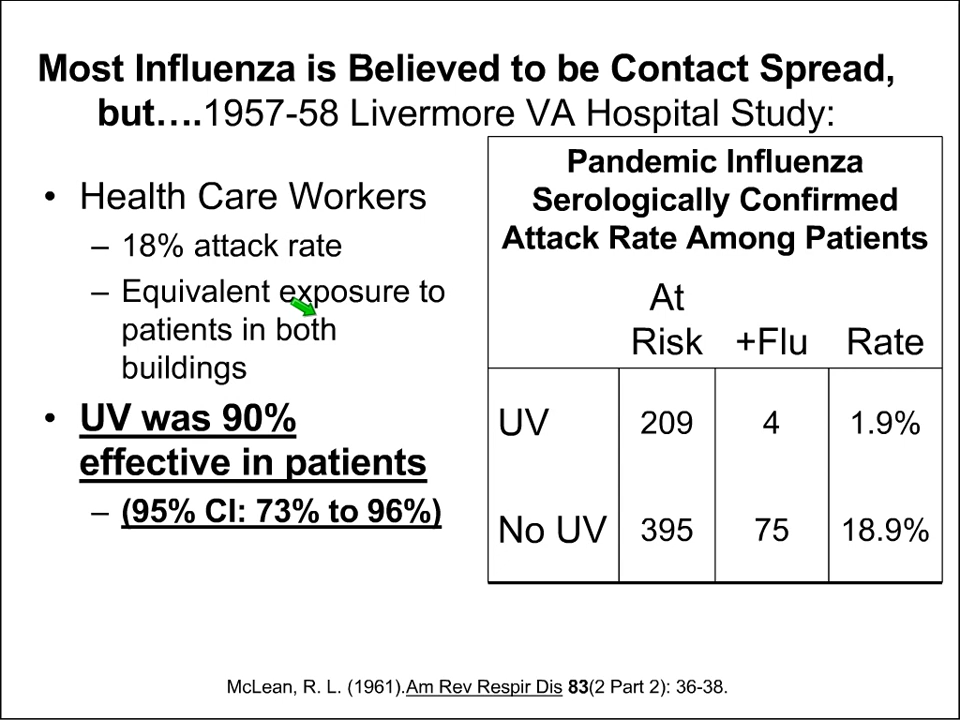 Most Influenza is Believed to be Contact Spread,
but….1957-58 Livermore VA Hospital Study:
• Health Care Workers
– 18% attack rate
– Equivalent exposure to
patients in both
buildings
• UV was 90%
effective in patients
– (95% CI: 73% to 96%)
Pandemic Influenza
Serologically Confirmed
Attack Rate Among Patients
At
Risk +Flu Rate
UV 209 4 1.9%
No UV 395 75 18.9%
McLean, R. L. (1961).Am Rev Respir Dis 83(2 Part 2): 36-38.